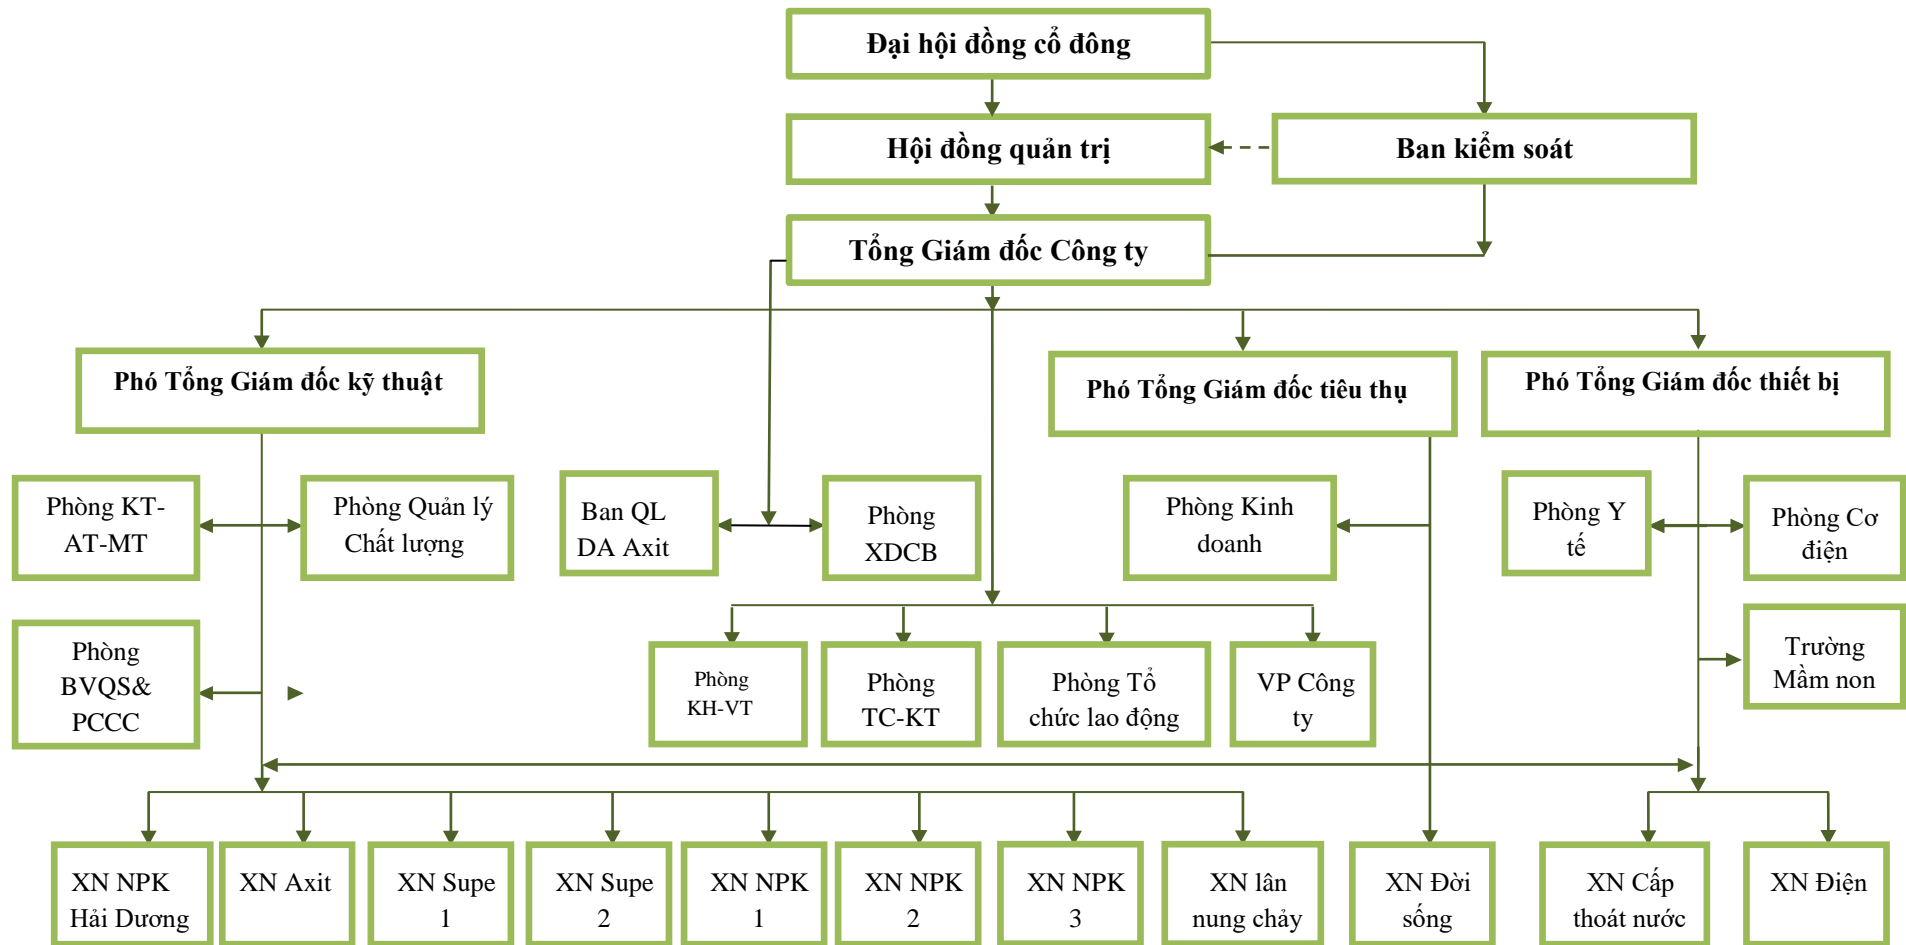 Đại hội đồng cổ đông
Hội đồng quản trị
Ban kiểm soát
Tổng Giám đốc Công ty
Phó Tổng Giám đốc kỹ thuật
Phó Tổng Giám đốc tiêu thụ
Phó Tổng Giám đốc thiết bị
Phòng KT-
AT-MT
Phòng Quản lý
Chất lượng
Ban QL
DA Axit
Phòng
XDCB
Phòng Kinh
doanh
Phòng Y
tế
Phòng Cơ
điện
Phòng
BVQS&
PCCC
Phòng
KH-VT
Phòng
TC-KT
Phòng Tổ
chức lao động
VP Công
ty
Trường
Mầm non
XN NPK
Hải Dương
XN Axit
XN Supe
1
XN Supe
2
XN NPK
1
XN NPK
2
XN NPK
3
XN lân
nung chảy
XN Đời
sống
XN Cấp
thoát nước
XN Điện